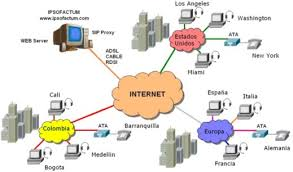 IPSOFACTUM
www.ipsofactum.com
WEB Server
SIP Proxy
ADSL
CABLE
RDSI
INTERNET
Los Angeles
Washington
Estados
Unidos
ATA
New York
Miami
Cali
Colombia
ATA
Barranquilla
Bogota
Medellin
España
Italia
Europa
ATA
Francia
Alemania